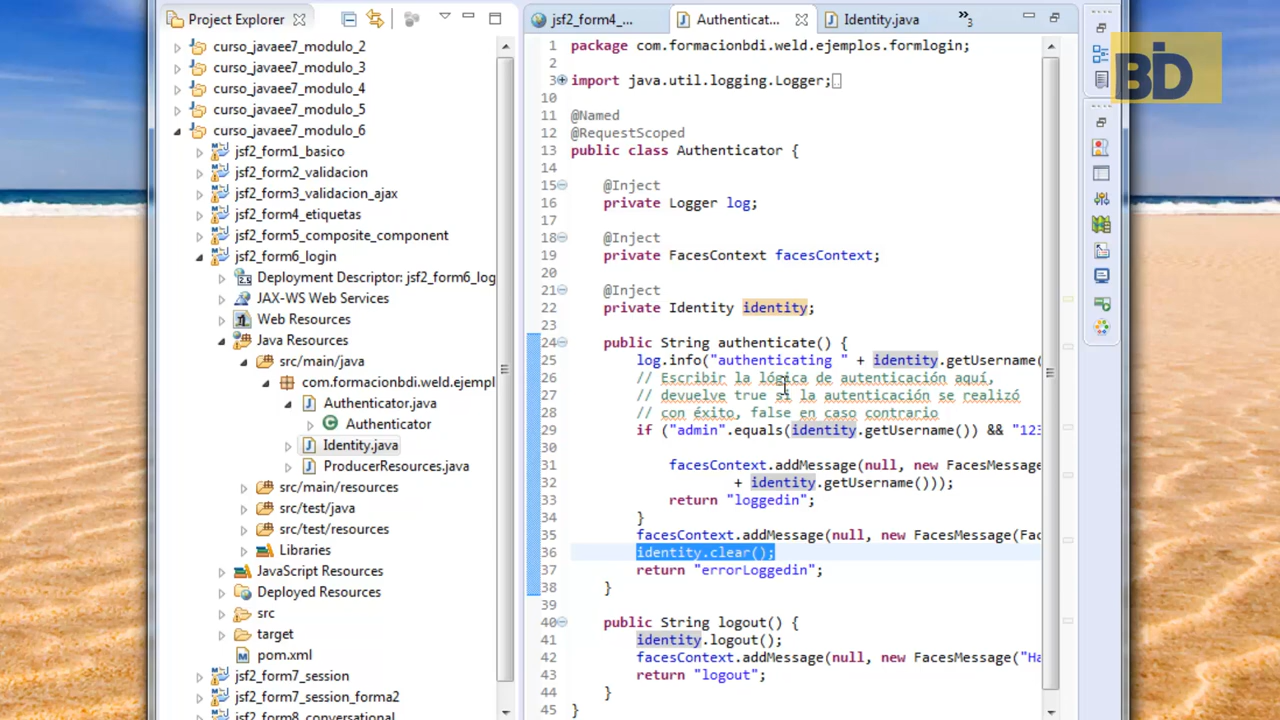 Project Explorer
curso_javaee7_modulo_2
curso_javaee7_modulo_3
curso_javaee7_modulo_4
curso_javaee7_modulo_5
curso_javaee7_modulo_6
jsf2_form1_basico
jsf2_form2_validacion
jsf2_form3_validacion_ajax
jsf2_form4_etiquetas
jsf2_form5_composite_component
jsf2_form6_login
Deployment Descriptor: jsf2_form6_log
JAX-WS Web Services
Web Resources
Java Resources
src/main/java
com.formacionbdi.weld.ejempl
Authenticator.java
Authenticator
Identity.java
ProducerResources.java
src/main/resources
src/test/java
src/test/resources
Libraries
JavaScript Resources
Deployed Resources
src
target
pom.xml
jsf2_form7_session
jsf2_form7_session_forma2
jsf2_form8_conversational
jsf2_form4_...
Authenticat...
Identity.java
»3
1 package com.formacionbdi.weld.ejemplos.formlogin;
2
3 import java.util.logging.Logger;
10
11 @Named
12 @RequestScoped
13 public class Authenticator {
14
15 @Inject
16 private Logger log;
17
18 @Inject
19 private FacesContext facesContext;
20
21 @Inject
22 private Identity identity;
23
24 public String authenticate() {
25 log.info("authenticating " + identity.getUsername(
26 // Escribir la lógica de autenticación aquí,
27 // devuelve true si la autenticación se realizó
28 // con éxito, false en caso contrario
29 if ("admin".equals(identity.getUsername()) && "123
30
31 facesContext.addMessage(null, new FacesMessage
32 + identity.getUsername()));
33 return "loggedin";
34 }
35 facesContext.addMessage(null, new FacesMessage(Fac
36 identity.clear();
37 return "errorLoggedin";
38 }
39
40 public String logout() {
41 identity.logout();
42 facesContext.addMessage(null, new FacesMessage("Ha
43 return "logout";
44 }
45 }
BDI